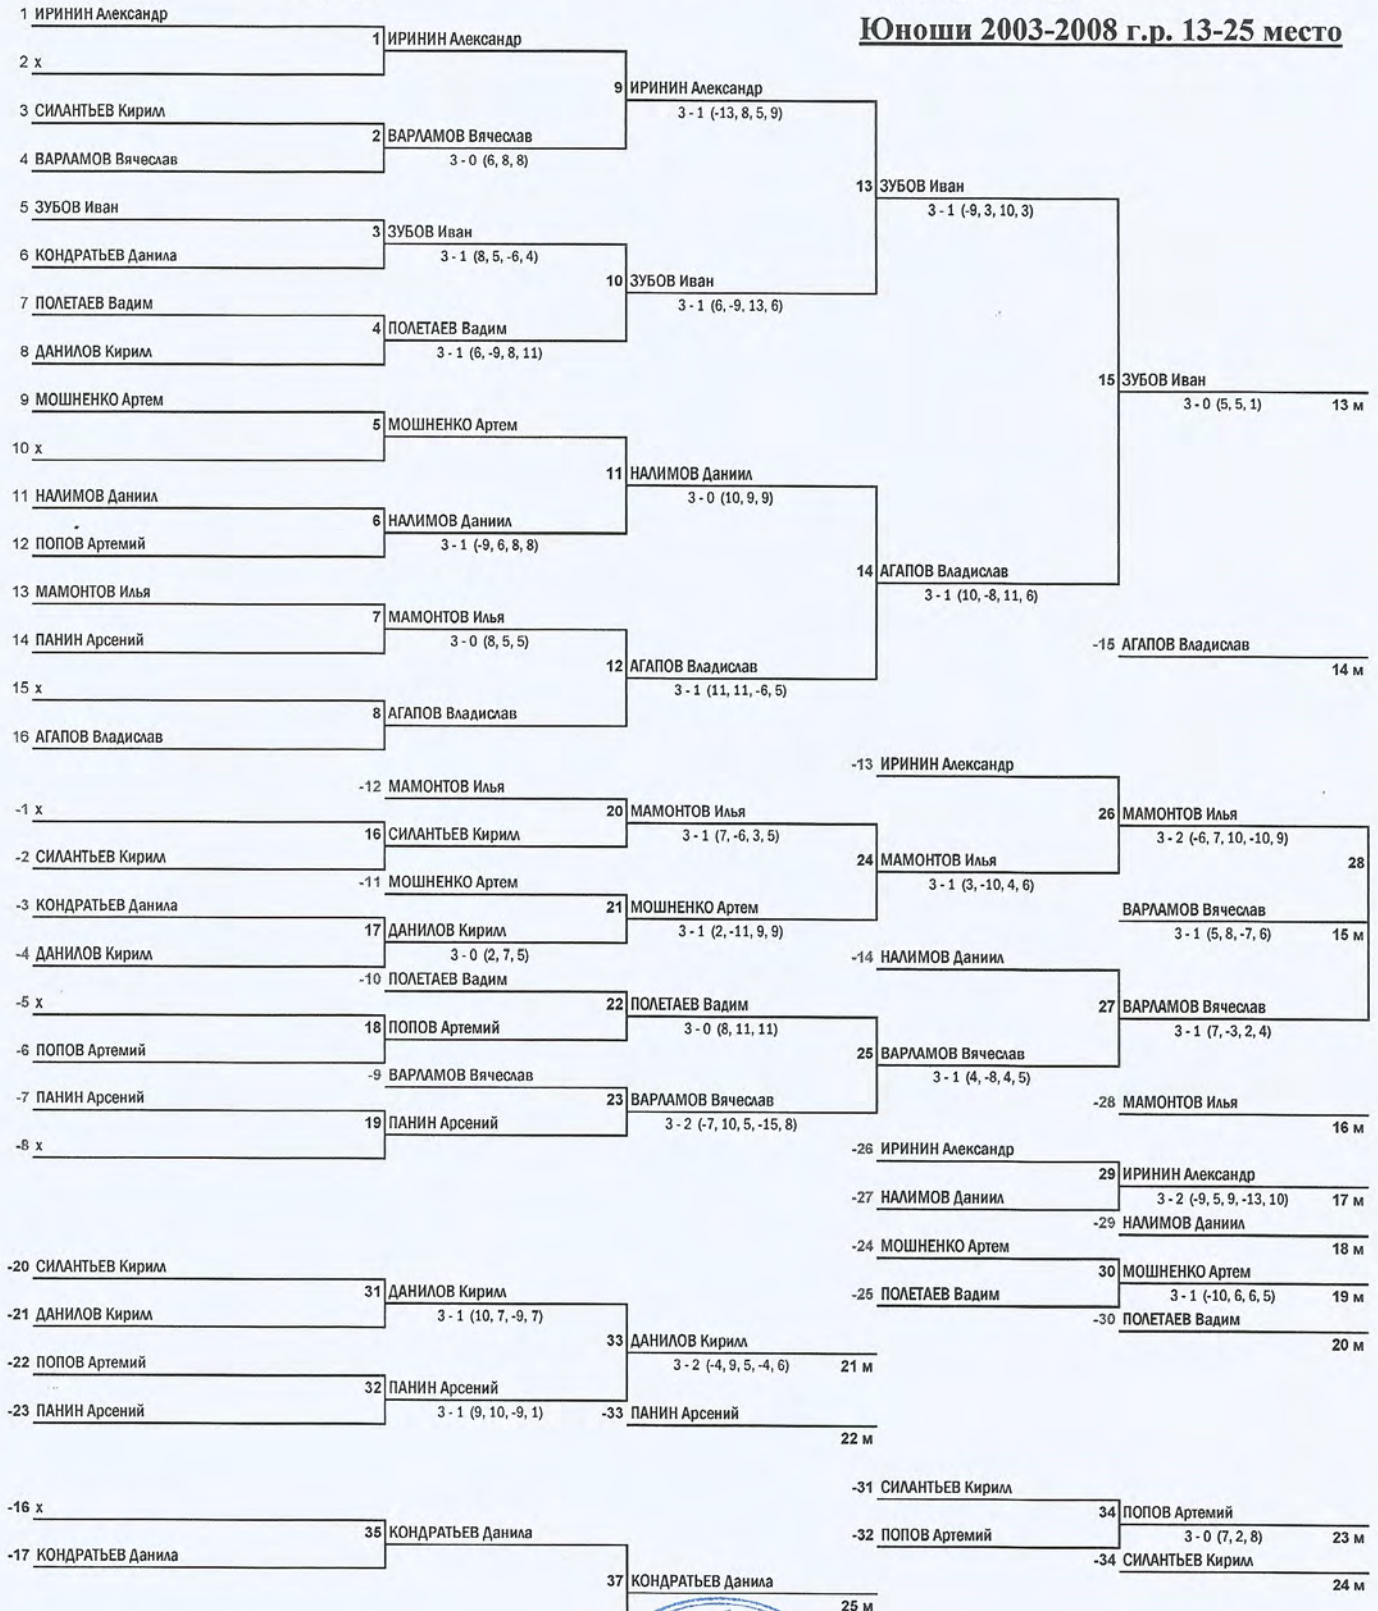 Юноши 2003-2008 г.р. 13-25 место
1 ИРИНИН Александр
1 ИРИНИН Александр
2 х
9 ИРИНИН Александр
3 - 1 (-13, 8, 5, 9)
3 СИЛАНТЬЕВ Кирилл
2 ВАРЛАМОВ Вячеслав
3 - 0 (6, 8, 8)
4 ВАРЛАМОВ Вячеслав
13 ЗУБОВ Иван
3 - 1 (-9, 3, 10, 3)
5 ЗУБОВ Иван
3 ЗУБОВ Иван
3 - 1 (8, 5, -6, 4)
6 КОНДРАТЬЕВ Данила
10 ЗУБОВ Иван
3 - 1 (6, -9, 13, 6)
7 ПОЛЕТАЕВ Вадим
4 ПОЛЕТАЕВ Вадим
3 - 1 (6, -9, 8, 11)
8 ДАНИЛОВ Кирилл
15 ЗУБОВ Иван
3 - 0 (5, 5, 1) 13 м
9 МОШНЕНКО Артем
5 МОШНЕНКО Артем
10 х
11 НАЛИМОВ Даниил
3 - 0 (10, 9, 9)
11 НАЛИМОВ Даниил
6 НАЛИМОВ Даниил
3 - 1 (-9, 6, 8, 8)
12 ПОПОВ Артемий
14 АГАПОВ Владислав
3 - 1 (10, -8, 11, 6)
13 МАМОНТОВ Илья
7 МАМОНТОВ Илья
3 - 0 (8, 5, 5)
14 ПАНИН Арсений
-15 АГАПОВ Владислав
14 м
12 АГАПОВ Владислав
3 - 1 (11, 11, -6, 5)
15 х
8 АГАПОВ Владислав
16 АГАПОВ Владислав
-13 ИРИНИН Александр
-12 МАМОНТОВ Илья
-1 х
20 МАМОНТОВ Илья
3 - 1 (7, -6, 3, 5)
26 МАМОНТОВ Илья
3 - 2 (-6, 7, 10, -10, 9)
16 СИЛАНТЬЕВ Кирилл
-2 СИЛАНТЬЕВ Кирилл
24 МАМОНТОВ Илья
3 - 1 (3, -10, 4, 6)
28
-11 МОШНЕНКО Артем
-3 КОНДРАТЬЕВ Данила
21 МОШНЕНКО Артем
3 - 1 (2, -11, 9, 9)
ВАРЛАМОВ Вячеслав
3 - 1 (5, 8, -7, 6) 15 м
17 ДАНИЛОВ Кирилл
3 - 0 (2, 7, 5)
-4 ДАНИЛОВ Кирилл
-14 НАЛИМОВ Даниил
-10 ПОЛЕТАЕВ Вадим
-5 х
22 ПОЛЕТАЕВ Вадим
3 - 0 (8, 11, 11)
27 ВАРЛАМОВ Вячеслав
3 - 1 (7, -3, 2, 4)
18 ПОПОВ Артемий
-6 ПОПОВ Артемий
25 ВАРЛАМОВ Вячеслав
3 - 1 (4, -8, 4, 5)
-9 ВАРЛАМОВ Вячеслав
-7 ПАНИН Арсений
23 ВАРЛАМОВ Вячеслав
3 - 2 (-7, 10, 5, -15, 8)
-28 МАМОНТОВ Илья
16 м
19 ПАНИН Арсений
-8 х
-26 ИРИНИН Александр
29 ИРИНИН Александр
3 - 2 (-9, 5, 9, -13, 10) 17 м
-27 НАЛИМОВ Даниил
-29 НАЛИМОВ Даниил
18 м
-24 МОШНЕНКО Артем
-20 СИЛАНТЬЕВ Кирилл
30 МОШНЕНКО Артем
3 - 1 (-10, 6, 6, 5) 19 м
31 ДАНИЛОВ Кирилл
3 - 1 (10, 7, -9, 7)
-25 ПОЛЕТАЕВ Вадим
-21 ДАНИЛОВ Кирилл
-30 ПОЛЕТАЕВ Вадим
20 м
33 ДАНИЛОВ Кирилл
3 - 2 (-4, 9, 5, -4, 6) 21 м
-22 ПОПОВ Артемий
32 ПАНИН Арсений
3 - 1 (9, 10, -9, 1)
-23 ПАНИН Арсений
-33 ПАНИН Арсений
22 м
-31 СИЛАНТЬЕВ Кирилл
-16 х
34 ПОПОВ Артемий
3 - 0 (7, 2, 8) 23 м
35 КОНДРАТЬЕВ Данила
-32 ПОПОВ Артемий
-17 КОНДРАТЬЕВ Данила
-34 СИЛАНТЬЕВ Кирилл
24 м
37 КОНДРАТЬЕВ Данила
25 м